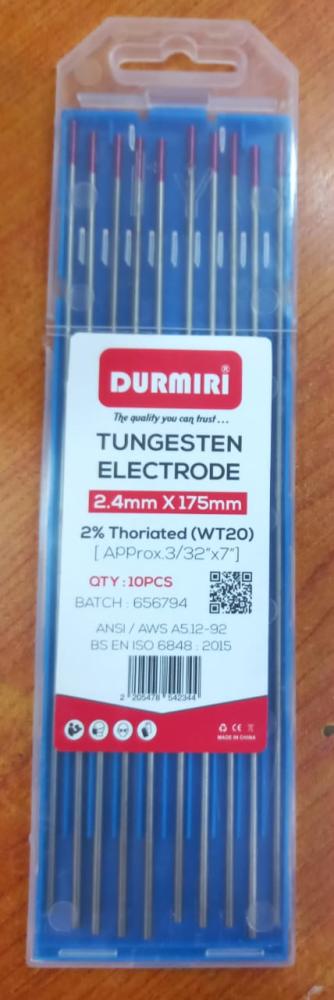 DURMIRI®
The quality you can trust ...
TUNGESTEN
ELECTRODE
2.4mm X 175mm
2% Thoriated (WT20)
[ APProx.3/32"x7"]
QTY : 10PCS
BATCH : 656794
ANSI / AWS A5.12-92
BS EN ISO 6848 : 2015
2 205478 542344
CE
MADE IN CHINA